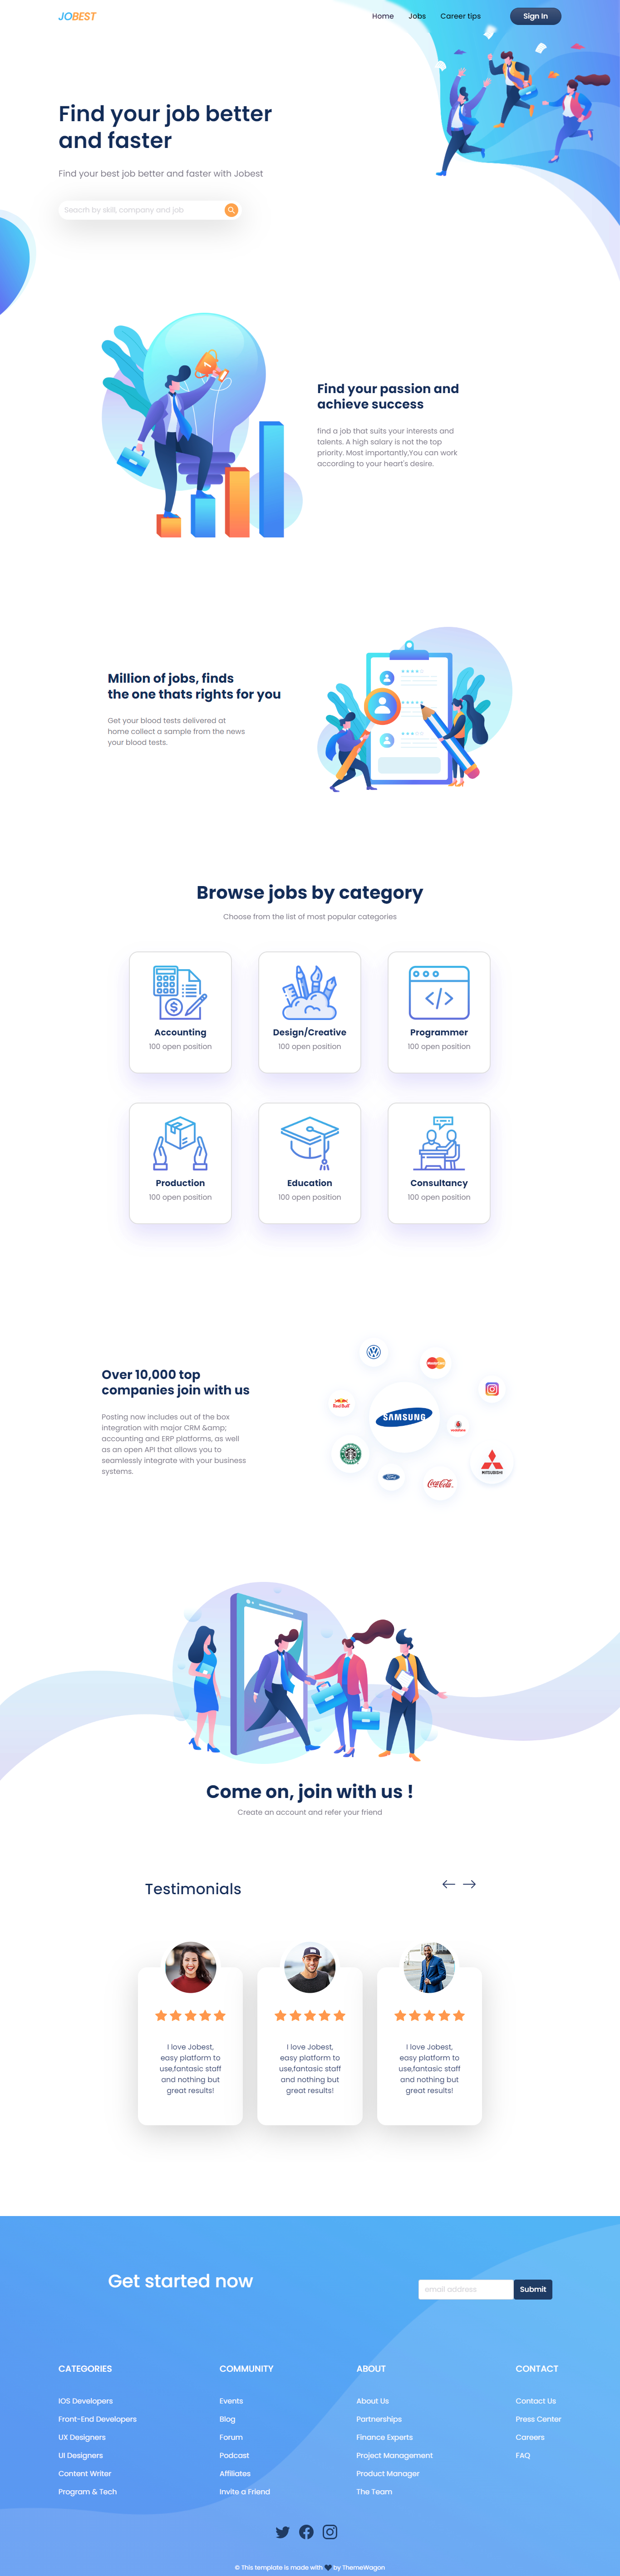 JOBEST
Home
Jobs
Career tips
Sign In
Find your job better
and faster
Find your best job better and faster with Jobest
Seacrh by skill, company and job
Find your passion and
achieve success
find a job that suits your interests and
talents. A high salary is not the top
priority. Most importantly,You can work
according to your heart's desire.
Million of jobs, finds
the one thats rights for you
Get your blood tests delivered at
home collect a sample from the news
your blood tests.
Browse jobs by category
Choose from the list of most popular categories
Accounting
100 open position
Design/Creative
100 open position
Programmer
100 open position
Production
100 open position
Education
100 open position
Consultancy
100 open position
Over 10,000 top
companies join with us
Posting now includes out of the box
integration with major CRM &amp;
accounting and ERP platforms, as well
as an open API that allows you to
seamlessly integrate with your business
systems.
MasterCard
Red Bull
SAMSUNG
vodafone
Ford
Coca-Cola
MITSUBISHI
Come on, join with us !
Create an account and refer your friend
Testimonials
I love Jobest,
easy platform to
use,fantasic staff
and nothing but
great results!
I love Jobest,
easy platform to
use,fantasic staff
and nothing but
great results!
I love Jobest,
easy platform to
use,fantasic staff
and nothing but
great results!
Get started now
email address
Submit
CATEGORIES
IOS Developers
Front-End Developers
UX Designers
UI Designers
Content Writer
Program & Tech
COMMUNITY
Events
Blog
Forum
Podcast
Affiliates
Invite a Friend
ABOUT
About Us
Partnerships
Finance Experts
Project Management
Product Manager
The Team
CONTACT
Contact Us
Press Center
Careers
FAQ
© This template is made with by ThemeWagon